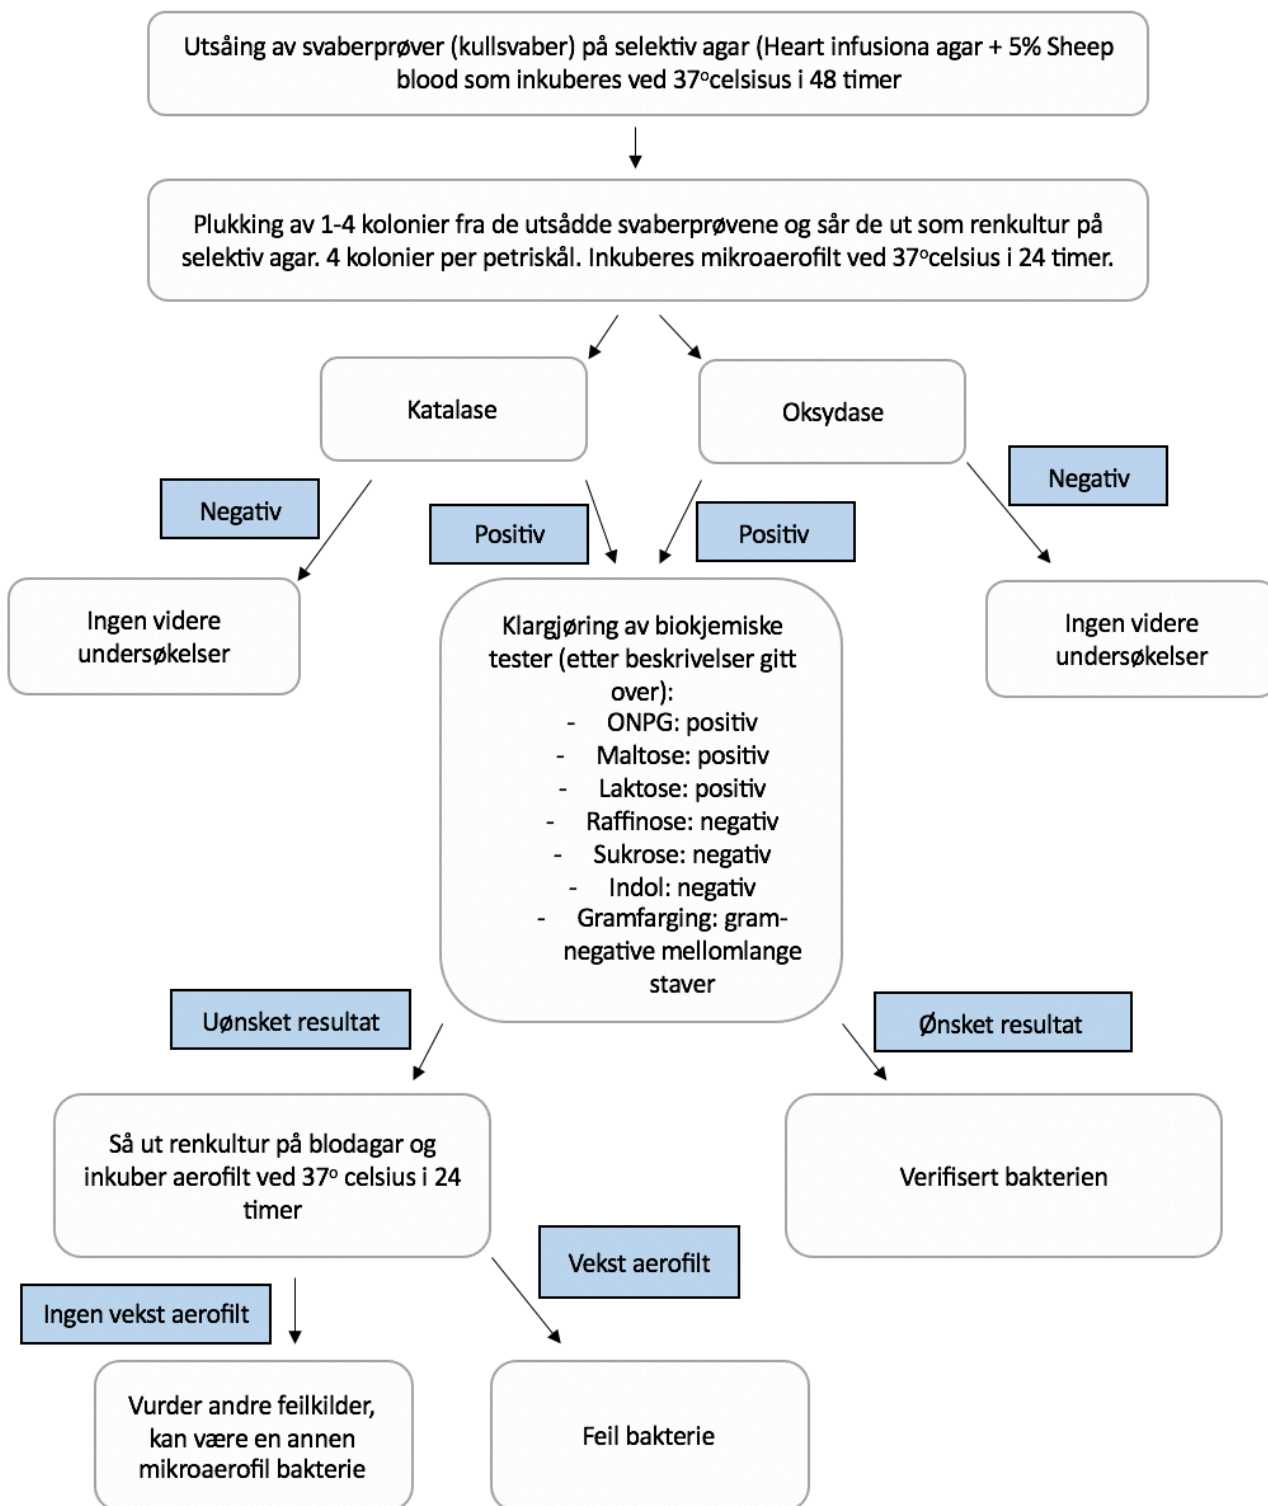 Utsåing av svaberprøver (kullsvaber) på selektiv agar (Heart infusiona agar + 5% Sheep
blood som inkuberes ved 37ºcelsisus i 48 timer
Plukking av 1-4 kolonier fra de utsådde svaberprøvene og sår de ut som renkultur på
selektiv agar. 4 kolonier per petriskål. Inkuberes mikroaerofilt ved 37ºcelsius i 24 timer.
Katalase
Oksydase
Negativ
Positiv
Positiv
Negativ
Ingen videre
undersøkelser
Klargjøring av biokjemiske
tester (etter beskrivelser gitt
over):
- ONPG: positiv
- Maltose: positiv
- Laktose: positiv
- Raffinose: negativ
- Sukrose: negativ
- Indol: negativ
- Gramfarging: gram-
negative mellomlange
staver
Ingen videre
undersøkelser
Uønsket resultat
Ønsket resultat
Så ut renkultur på blodagar og
inkuber aerofilt ved 37º celsius i 24
timer
Verifisert bakterien
Ingen vekst aerofilt
Vekst aerofilt
Vurder andre feilkilder,
kan være en annen
mikroaerofil bakterie
Feil bakterie